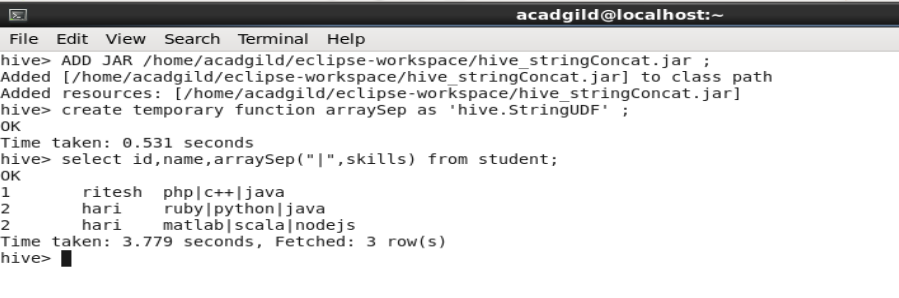 acadgild@localhost:~
File Edit View Search Terminal Help
hive> ADD JAR /home/acadgild/eclipse-workspace/hive_stringConcat.jar ;
Added [/home/acadgild/eclipse-workspace/hive_stringConcat.jar] to class path
Added resources: [/home/acadgild/eclipse-workspace/hive_stringConcat.jar]
hive> create temporary function arraySep as 'hive.StringUDF' ;
OK
Time taken: 0.531 seconds
hive> select id,name,arraySep("|",skills) from student;
OK
1 ritesh php|c++|java
2 hari ruby|python|java
2 hari matlab|scala|nodejs
Time taken: 3.779 seconds, Fetched: 3 row(s)
hive>